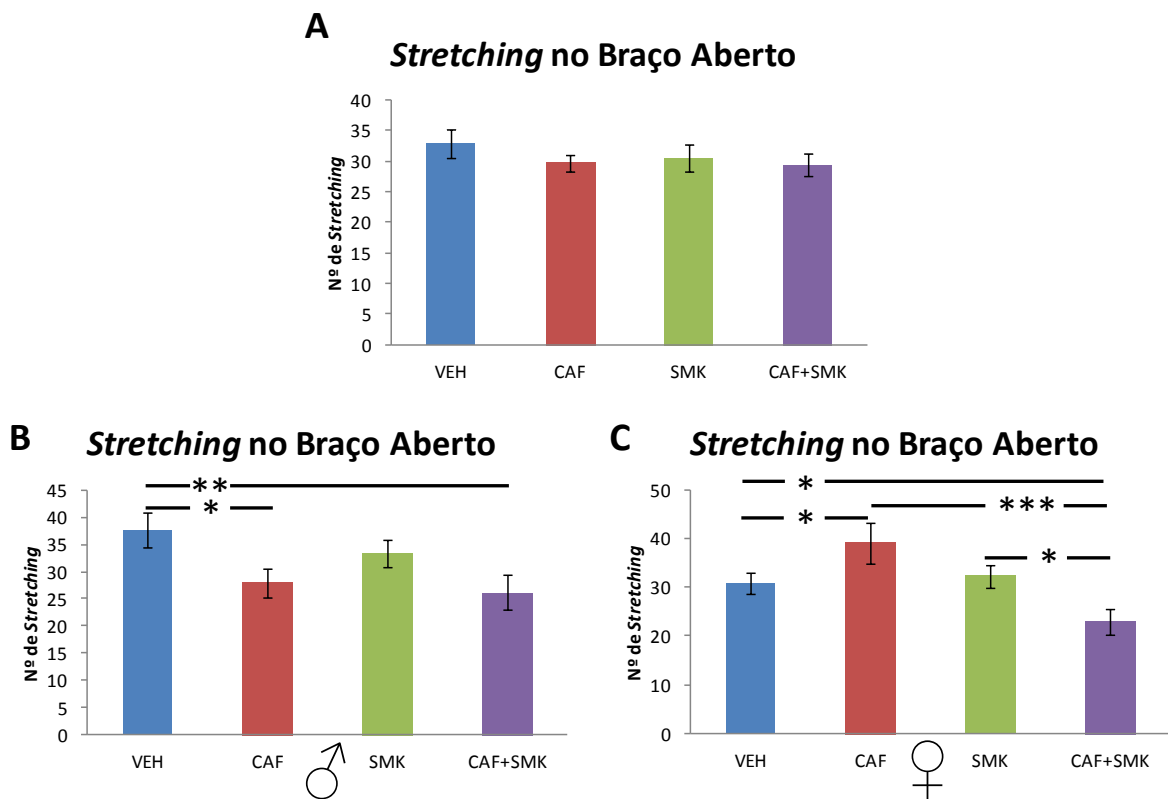 A
Stretching no Braço Aberto
Nº de Stretching
40
35
30
25
20
15
10
5
0
VEH CAF SMK CAF+SMK
B
Stretching no Braço Aberto
Nº de Stretching
**
*
45
40
35
30
25
20
15
10
5
0
VEH CAF SMK CAF+SMK
♂
C
Stretching no Braço Aberto
Nº de Stretching
*
* ***
*
50
40
30
20
10
0
VEH CAF SMK CAF+SMK
♀